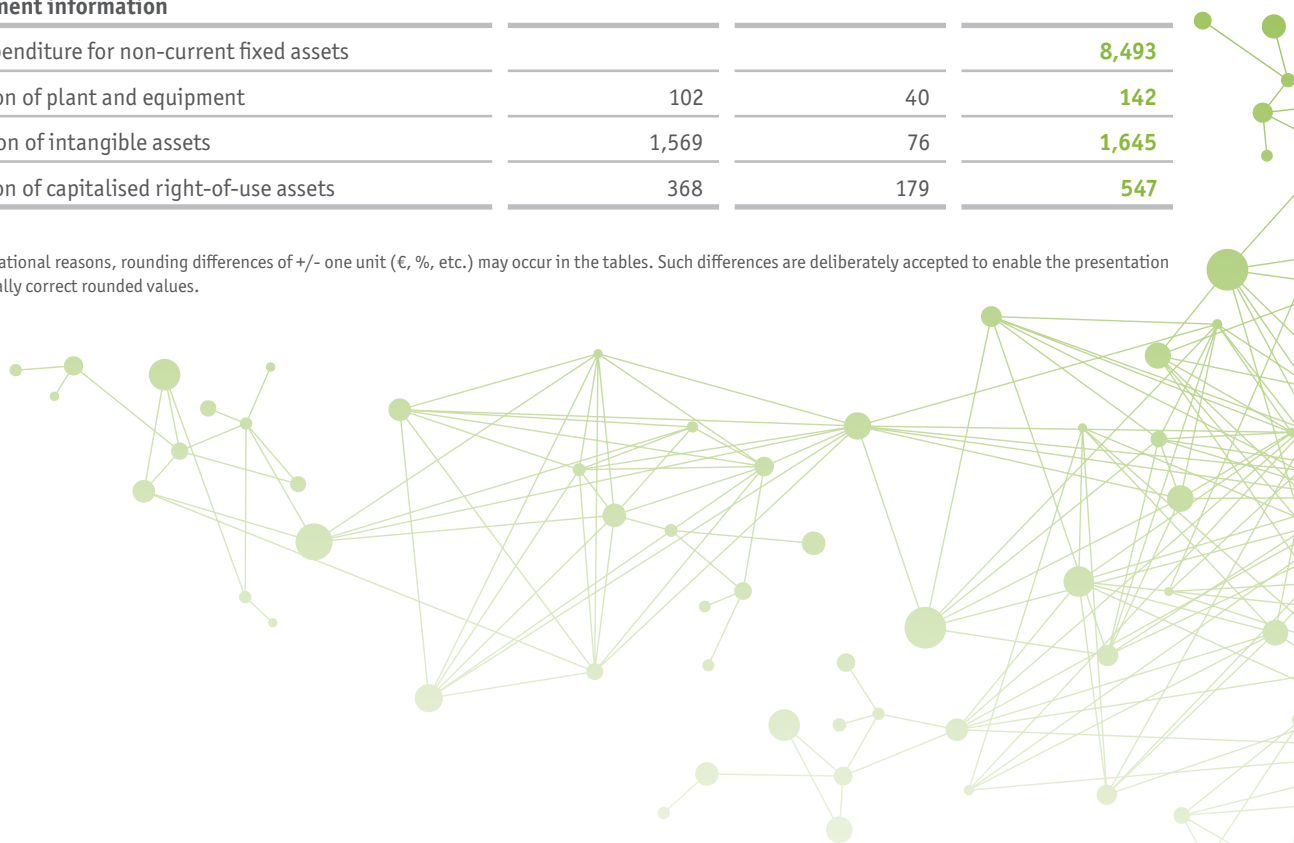 ment information
penditure for non-current fixed assets 8,493
on of plant and equipment 102 40 142
on of intangible assets 1,569 76 1,645
on of capitalised right-of-use assets 368 179 547
ational reasons, rounding differences of +/- one unit (€, %, etc.) may occur in the tables. Such differences are deliberately accepted to enable the presentation
ally correct rounded values.